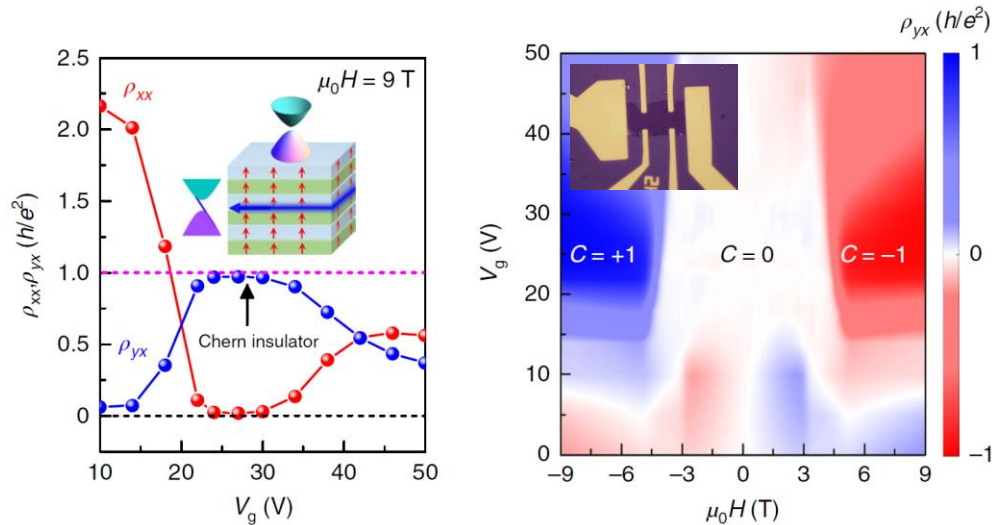 μ₀H = 9 T
ρxx
ρyx
Chern insulator
ρxx,ρyx (h/e²)
2.5
2.0
1.5
1.0
0.5
0
10
20
30
40
50
Vg (V)
ρyx (h/e²)
1
0
−1
C = +1
C = 0
C = −1
Vg (V)
50
40
30
20
10
0
−9
−6
−3
0
3
6
9
μ₀H (T)